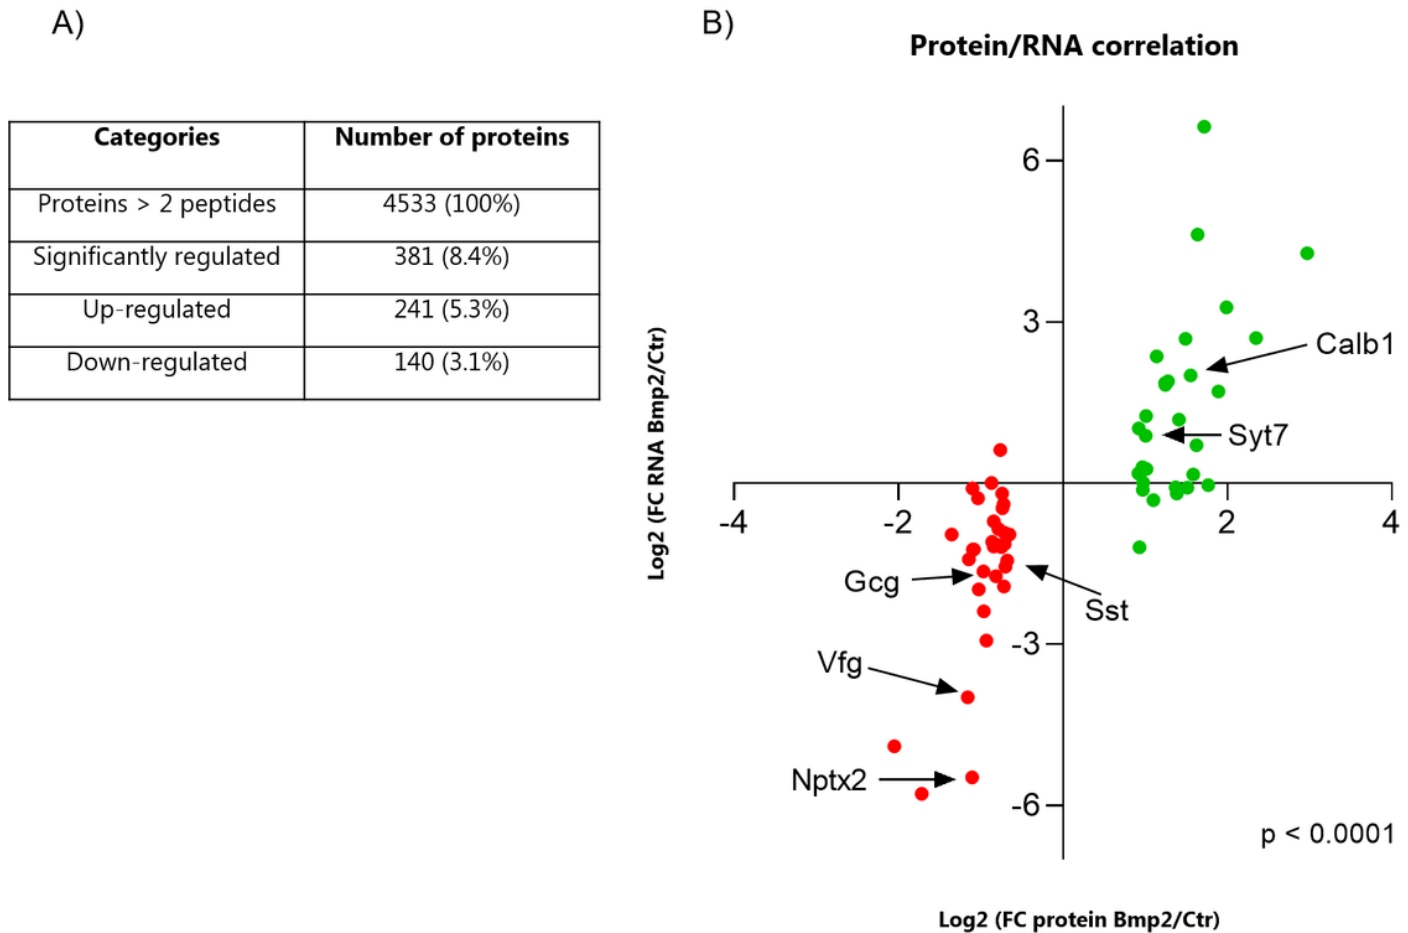 A)
Categories Number of proteins
Proteins > 2 peptides 4533 (100%)
Significantly regulated 381 (8.4%)
Up-regulated 241 (5.3%)
Down-regulated 140 (3.1%)
B)
Protein/RNA correlation
Log2 (FC RNA Bmp2/Ctr)
6
3
-3
-6
-4
-2
2
4
Calb1
Syt7
Gcg
Sst
Vfg
Nptx2
p < 0.0001
Log2 (FC protein Bmp2/Ctr)